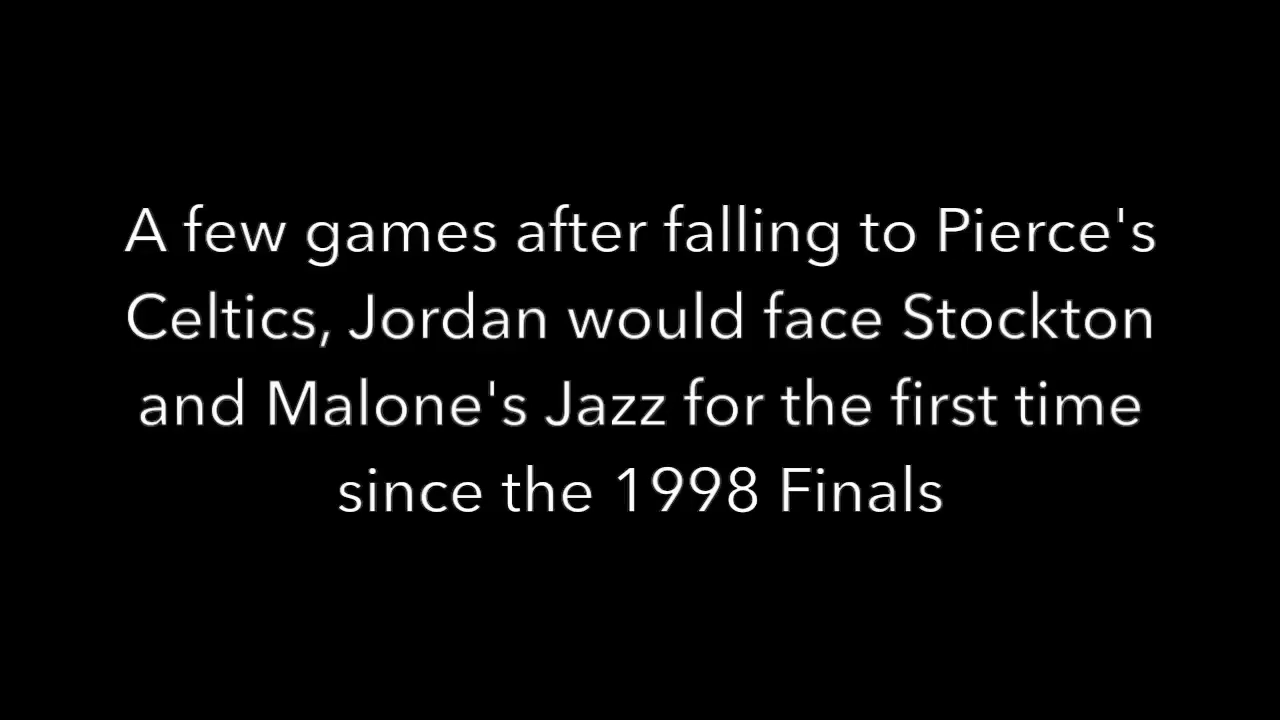 A few games after falling to Pierce's
Celtics, Jordan would face Stockton
and Malone's Jazz for the first time
since the 1998 Finals